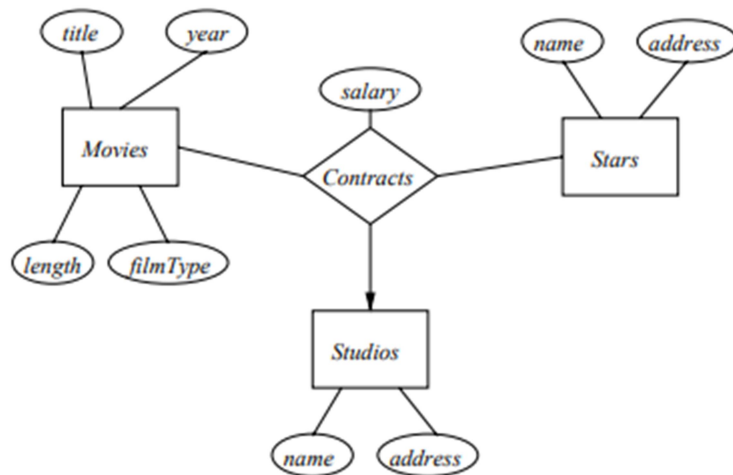 title
year
name
address
salary
Movies
Contracts
Stars
length
filmType
Studios
name
address